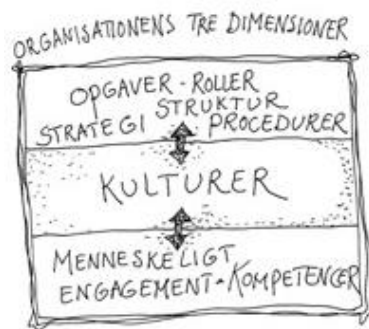 ORGANISATIONENS TRE DIMENSIONER
OPGAVER - ROLLER
STRUKTUR
STRATEGI PROCEDURER
KULTURER
MENNESKELIGT
ENGAGEMENT - KOMPETENCER